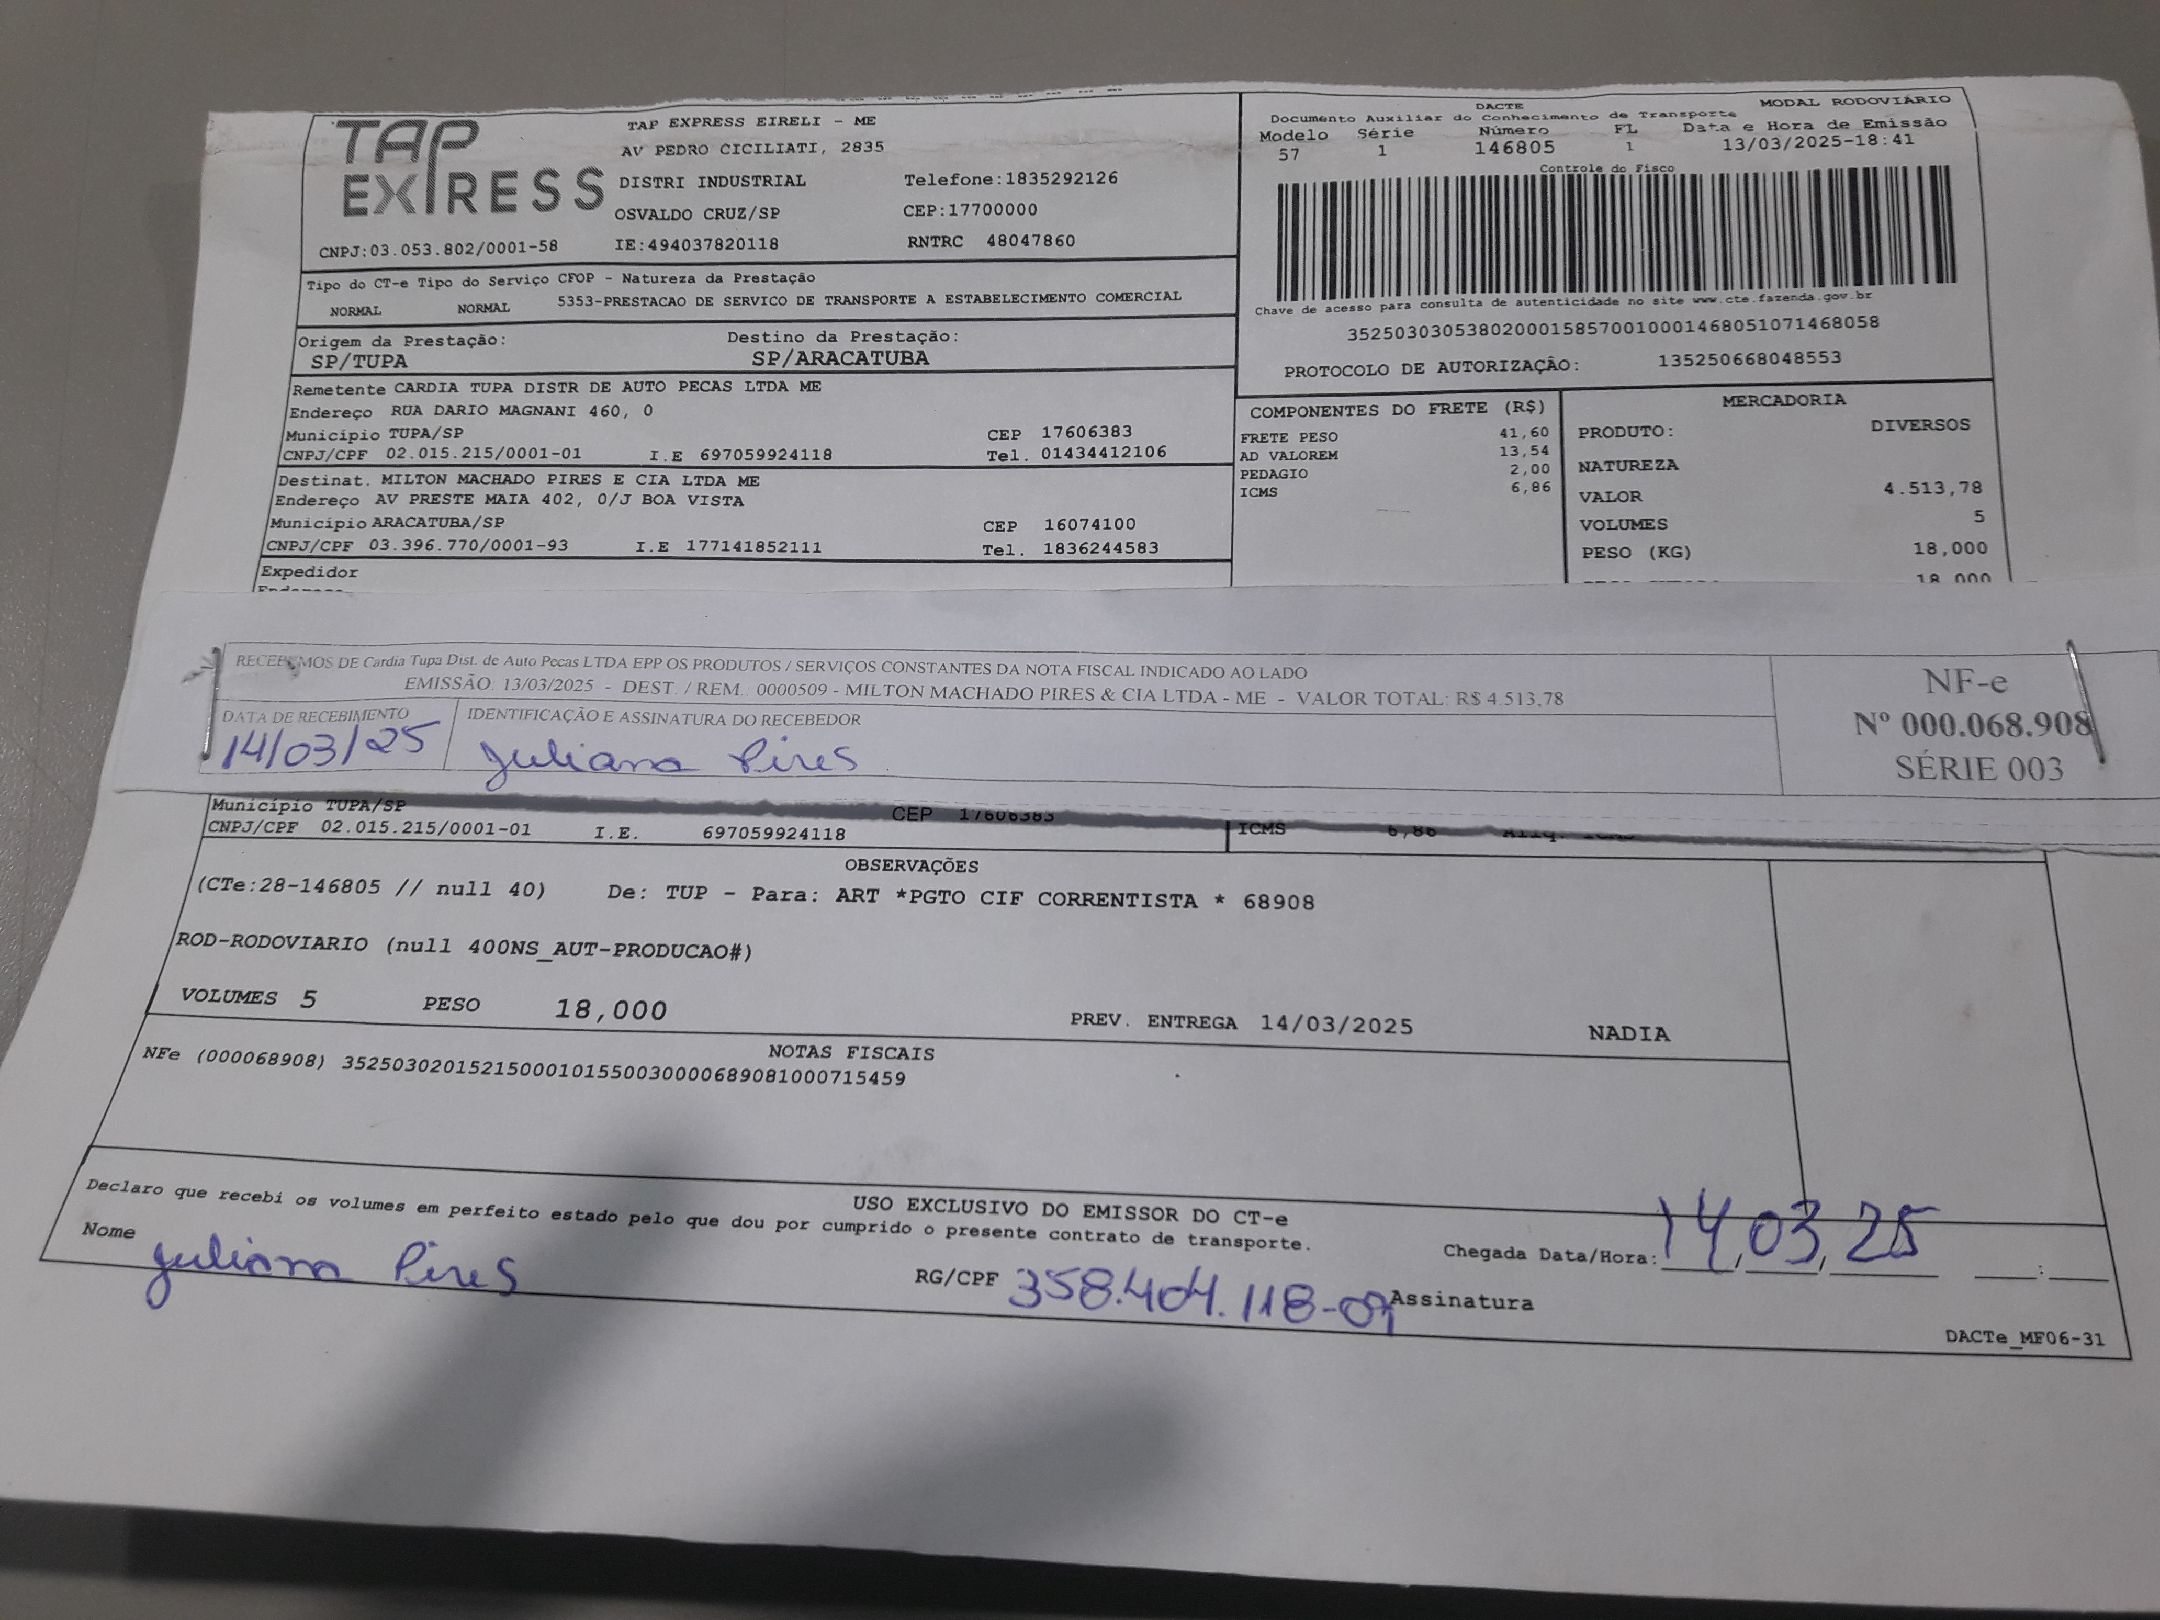 TAP EXPRESS
TAP EXPRESS EIRELI - ME
AV PEDRO CICILIATI, 2835
DISTRI INDUSTRIAL Telefone:1835292126
OSVALDO CRUZ/SP CEP:17700000
CNPJ:03.053.802/0001-58 IE:494037820118 RNTRC 48047860
DACTE MODAL RODOVIÁRIO
Documento Auxiliar do Conhecimento de Transporte
Modelo Série Número FL Data e Hora de Emissão
57 1 146805 1 13/03/2025-18:41
Controle do Fisco
Chave de acesso para consulta de autenticidade no site www.cte.fazenda.gov.br
35250303053802000158570010001468051071468058
PROTOCOLO DE AUTORIZAÇÃO: 135250668048553
Tipo do CT-e Tipo do Serviço CFOP - Natureza da Prestação
NORMAL NORMAL 5353-PRESTACAO DE SERVICO DE TRANSPORTE A ESTABELECIMENTO COMERCIAL
Origem da Prestação: Destino da Prestação:
SP/TUPA SP/ARACATUBA
Remetente CARDIA TUPA DISTR DE AUTO PECAS LTDA ME
Endereço RUA DARIO MAGNANI 460, 0
Município TUPA/SP CEP 17606383
CNPJ/CPF 02.015.215/0001-01 I.E 697059924118 Tel. 01434412106
Destinat. MILTON MACHADO PIRES E CIA LTDA ME
Endereço AV PRESTE MAIA 402, 0/J BOA VISTA
Município ARACATUBA/SP CEP 16074100
CNPJ/CPF 03.396.770/0001-93 I.E 177141852111 Tel. 1836244583
Expedidor
COMPONENTES DO FRETE (R$)
FRETE PESO 41,60
AD VALOREM 13,54
PEDAGIO 2,00
ICMS 6,86
MERCADORIA
PRODUTO: DIVERSOS
NATUREZA
VALOR 4.513,78
VOLUMES 5
PESO (KG) 18,000
18,000
RECEBEMOS DE Cardia Tupa Dist. de Auto Pecas LTDA EPP OS PRODUTOS / SERVIÇOS CONSTANTES DA NOTA FISCAL INDICADO AO LADO
EMISSÃO: 13/03/2025 - DEST. / REM.: 0000509 - MILTON MACHADO PIRES & CIA LTDA - ME - VALOR TOTAL: R$ 4.513,78
DATA DE RECEBIMENTO IDENTIFICAÇÃO E ASSINATURA DO RECEBEDOR
14/03/25 Juliana Pires
NF-e
Nº 000.068.908
SÉRIE 003
Município TUPA/SP CEP 17606383
CNPJ/CPF 02.015.215/0001-01 I.E. 697059924118 ICMS 6,86
OBSERVAÇÕES
(CTe:28-146805 // null 40) De: TUP - Para: ART *PGTO CIF CORRENTISTA * 68908
ROD-RODOVIARIO (null 400NS_AUT-PRODUCAO#)
VOLUMES 5 PESO 18,000 PREV. ENTREGA 14/03/2025 NADIA
NOTAS FISCAIS
NFe (000068908) 35250302015215000101550030000689081000715459
USO EXCLUSIVO DO EMISSOR DO CT-e
Declaro que recebi os volumes em perfeito estado pelo que dou por cumprido o presente contrato de transporte.
Nome Juliana Pires RG/CPF 358.404.118-09 Assinatura Chegada Data/Hora: 14,03,25 :
DACTe_MF06-31